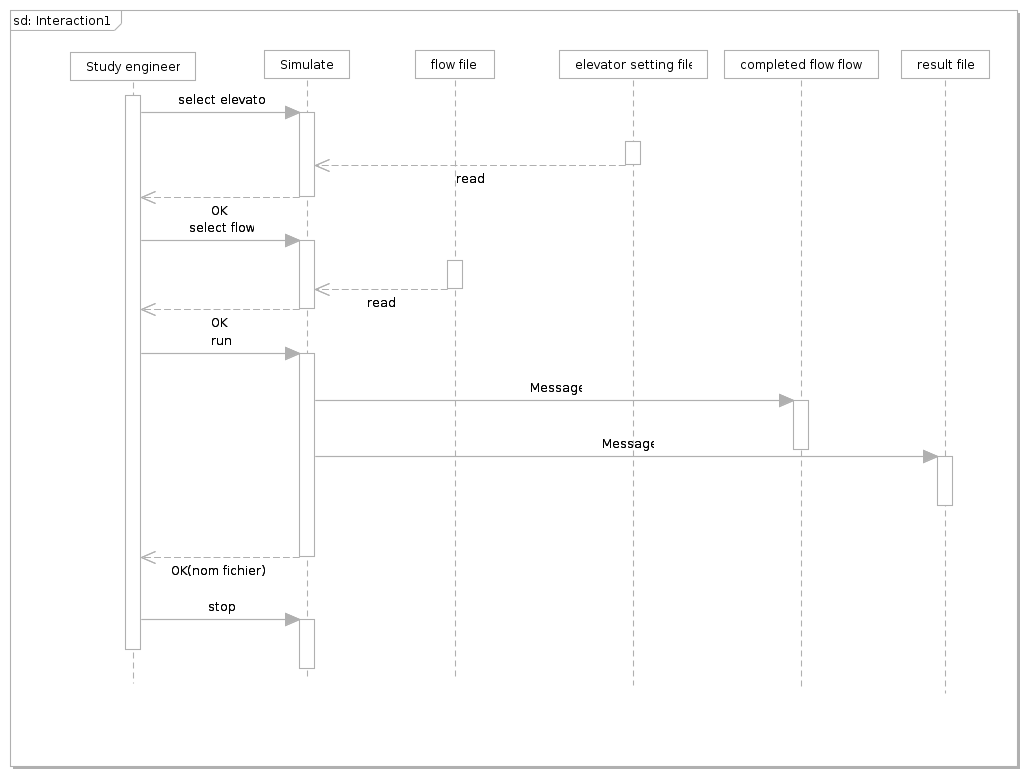 sd: Interaction1
Study engineer
Simulate
flow file
elevator setting file
completed flow flow
result file
select elevato
read
OK
select flow
read
OK
run
Message
Message
OK(nom fichier)
stop